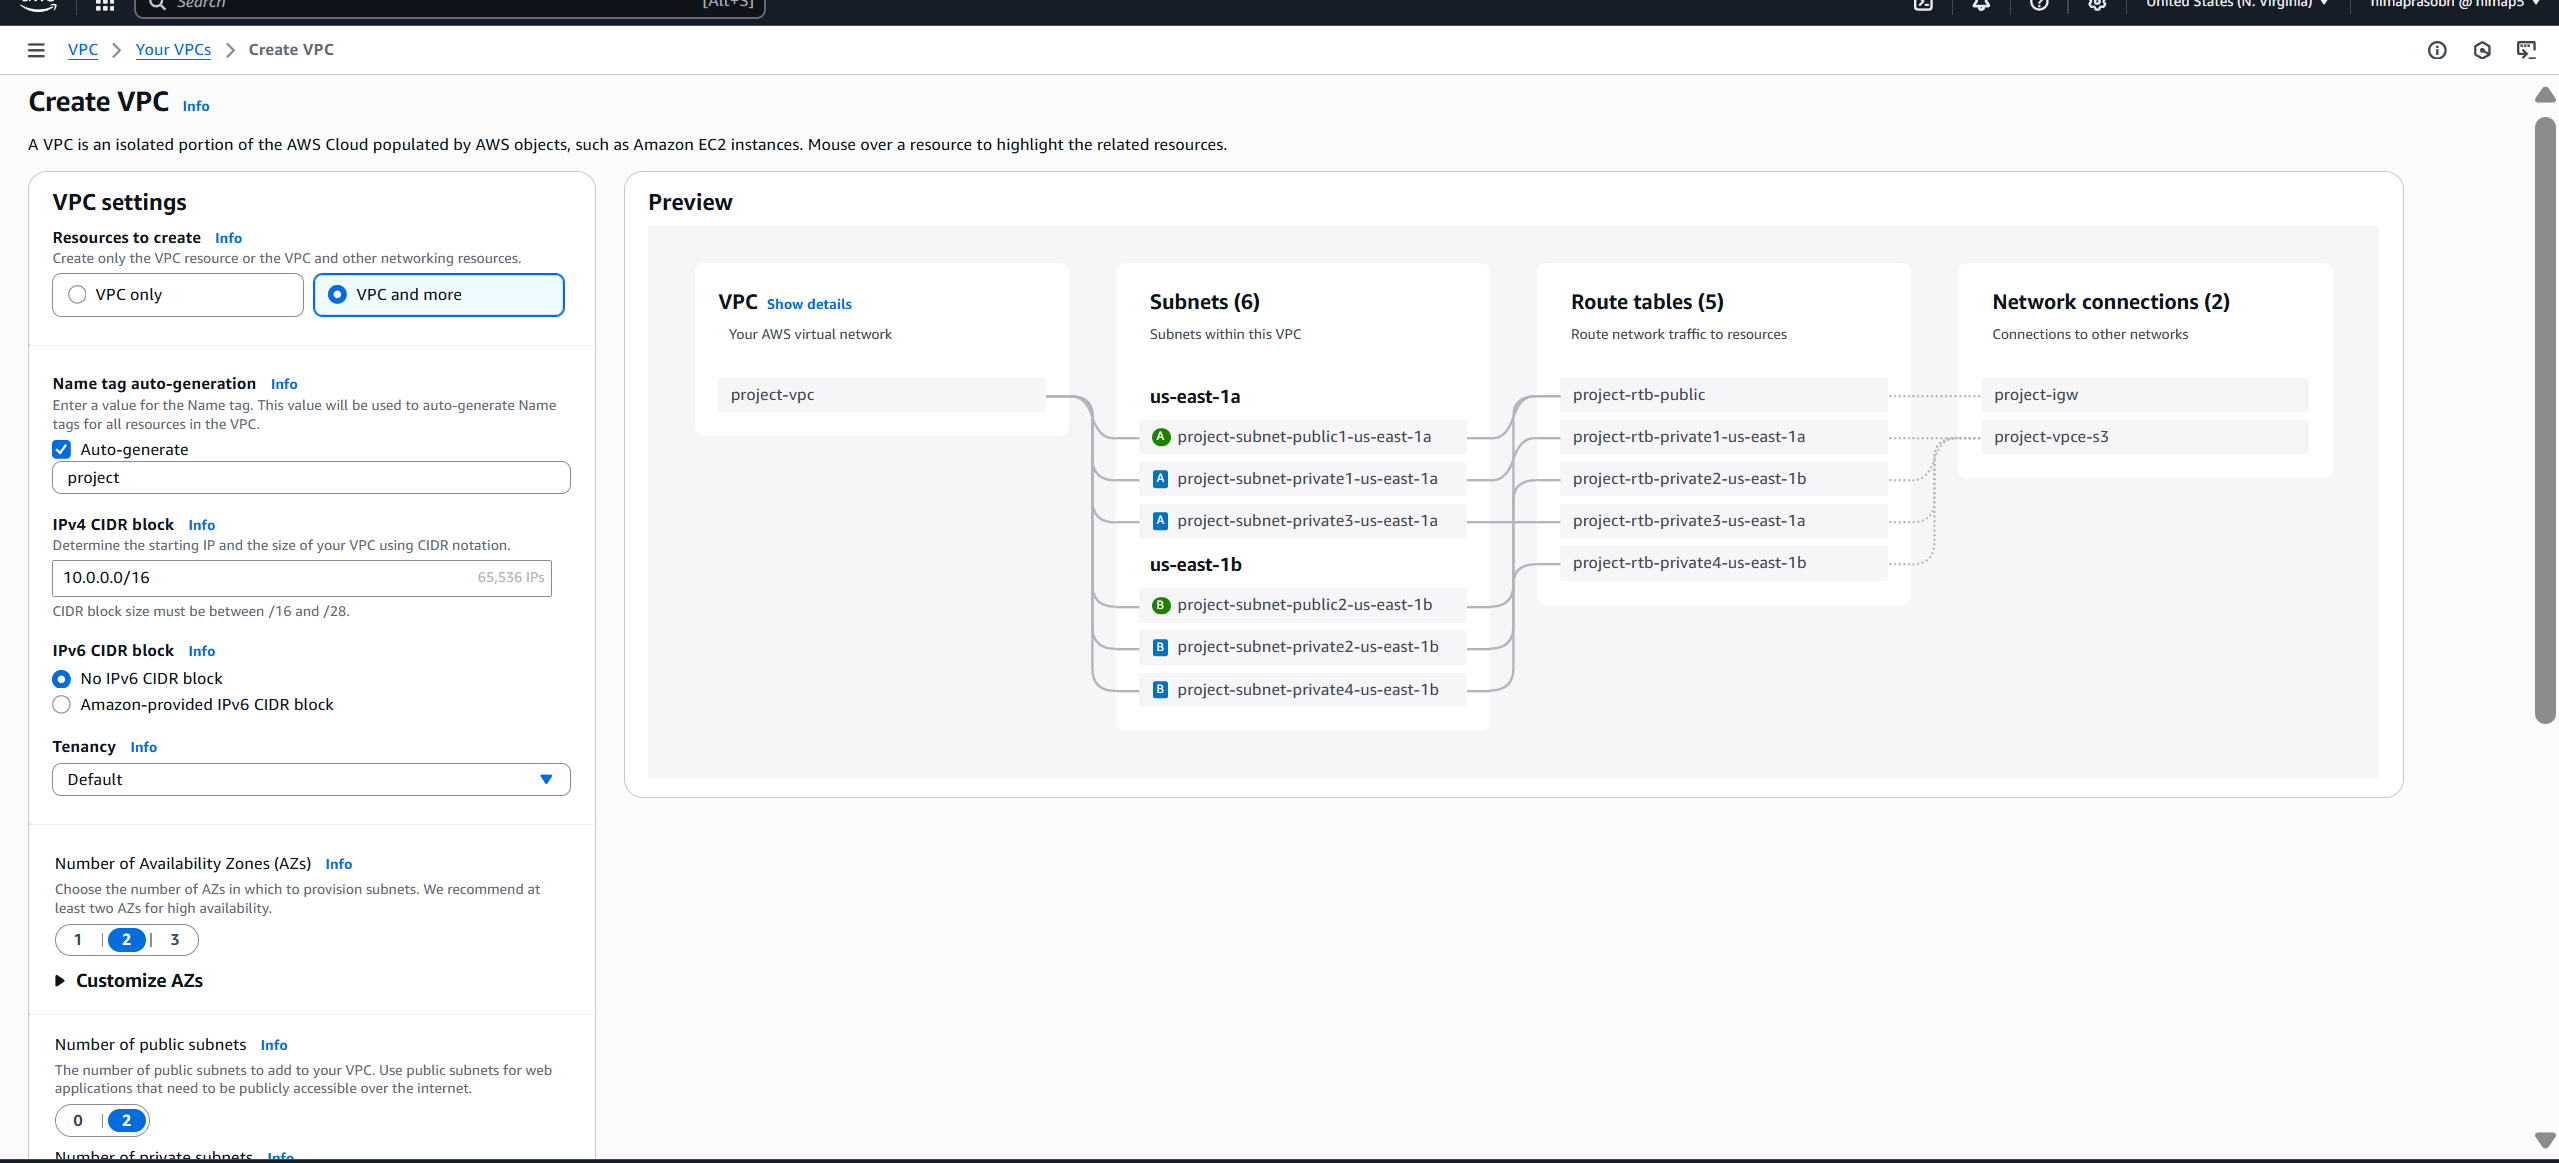 Search [Alt+S] United States (N. Virginia)
VPC Your VPCs Create VPC
Create VPC Info
A VPC is an isolated portion of the AWS Cloud populated by AWS objects, such as Amazon EC2 instances. Mouse over a resource to highlight the related resources.
VPC settings
Resources to create Info
Create only the VPC resource or the VPC and other networking resources.
VPC only
VPC and more
Name tag auto-generation Info
Enter a value for the Name tag. This value will be used to auto-generate Name
tags for all resources in the VPC.
Auto-generate
project
IPv4 CIDR block Info
Determine the starting IP and the size of your VPC using CIDR notation.
10.0.0.0/16 65,536 IPs
CIDR block size must be between /16 and /28.
IPv6 CIDR block Info
No IPv6 CIDR block
Amazon-provided IPv6 CIDR block
Tenancy Info
Default
Number of Availability Zones (AZs) Info
Choose the number of AZs in which to provision subnets. We recommend at
least two AZs for high availability.
1 2 3
Customize AZs
Number of public subnets Info
The number of public subnets to add to your VPC. Use public subnets for web
applications that need to be publicly accessible over the internet.
0 2
Number of private subnets Info
Preview
VPC Show details
Your AWS virtual network
project-vpc
Subnets (6)
Subnets within this VPC
us-east-1a
A project-subnet-public1-us-east-1a
A project-subnet-private1-us-east-1a
A project-subnet-private3-us-east-1a
us-east-1b
B project-subnet-public2-us-east-1b
B project-subnet-private2-us-east-1b
B project-subnet-private4-us-east-1b
Route tables (5)
Route network traffic to resources
project-rtb-public
project-rtb-private1-us-east-1a
project-rtb-private2-us-east-1b
project-rtb-private3-us-east-1a
project-rtb-private4-us-east-1b
Network connections (2)
Connections to other networks
project-igw
project-vpce-s3